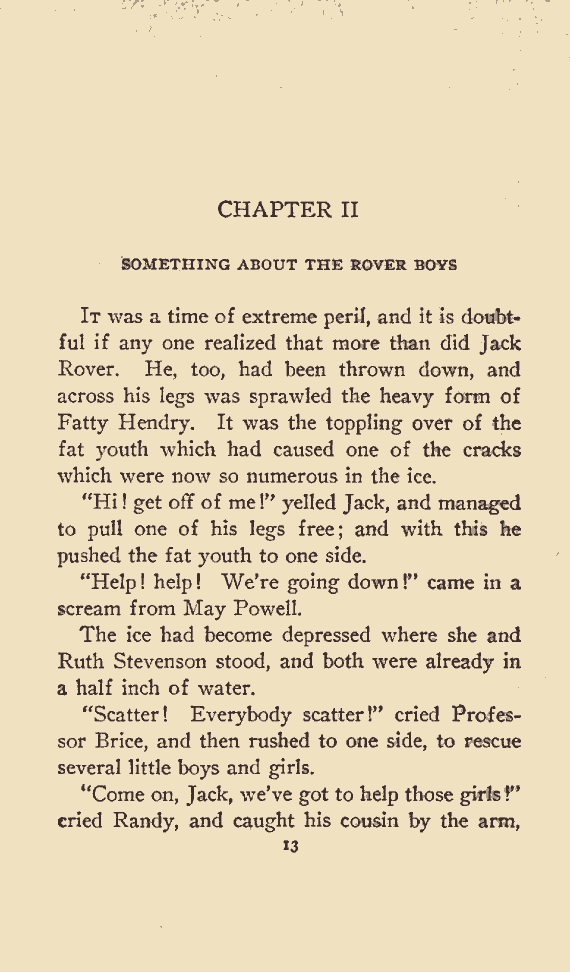 CHAPTER II
SOMETHING ABOUT THE ROVER BOYS
It was a time of extreme peril, and it is doubt-
ful if any one realized that more than did Jack
Rover. He, too, had been thrown down, and
across his legs was sprawled the heavy form of
Fatty Hendry. It was the toppling over of the
fat youth which had caused one of the cracks
which were now so numerous in the ice.
"Hi! get off of me!" yelled Jack, and managed
to pull one of his legs free; and with this he
pushed the fat youth to one side.
"Help! help! We're going down!" came in a
scream from May Powell.
The ice had become depressed where she and
Ruth Stevenson stood, and both were already in
a half inch of water.
"Scatter! Everybody scatter!" cried Profes-
sor Brice, and then rushed to one side, to rescue
several little boys and girls.
"Come on, Jack, we've got to help those girls!"
cried Randy, and caught his cousin by the arm,
13